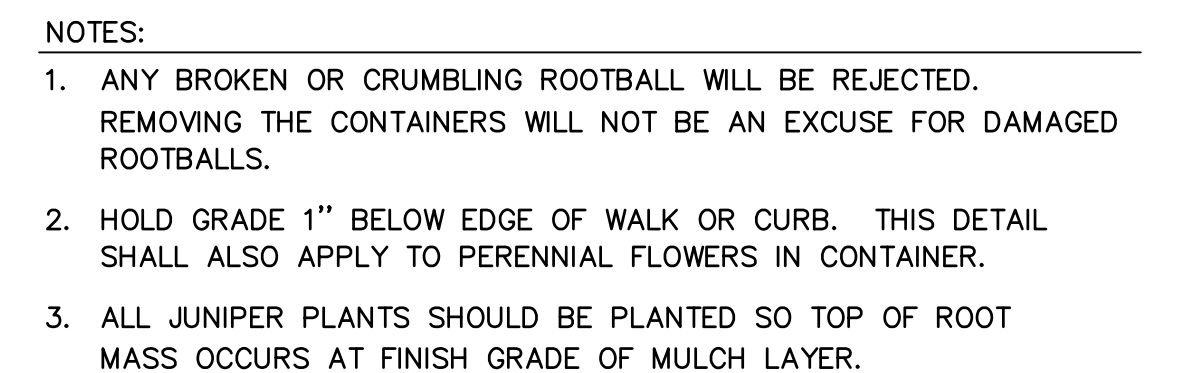 NOTES:
1. ANY BROKEN OR CRUMBLING ROOTBALL WILL BE REJECTED.
REMOVING THE CONTAINERS WILL NOT BE AN EXCUSE FOR DAMAGED
ROOTBALLS.
2. HOLD GRADE 1" BELOW EDGE OF WALK OR CURB. THIS DETAIL
SHALL ALSO APPLY TO PERENNIAL FLOWERS IN CONTAINER.
3. ALL JUNIPER PLANTS SHOULD BE PLANTED SO TOP OF ROOT
MASS OCCURS AT FINISH GRADE OF MULCH LAYER.